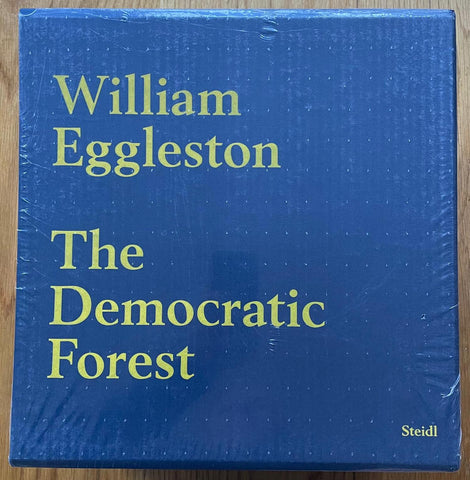 William
Eggleston
The
Democratic
Forest
Steidl